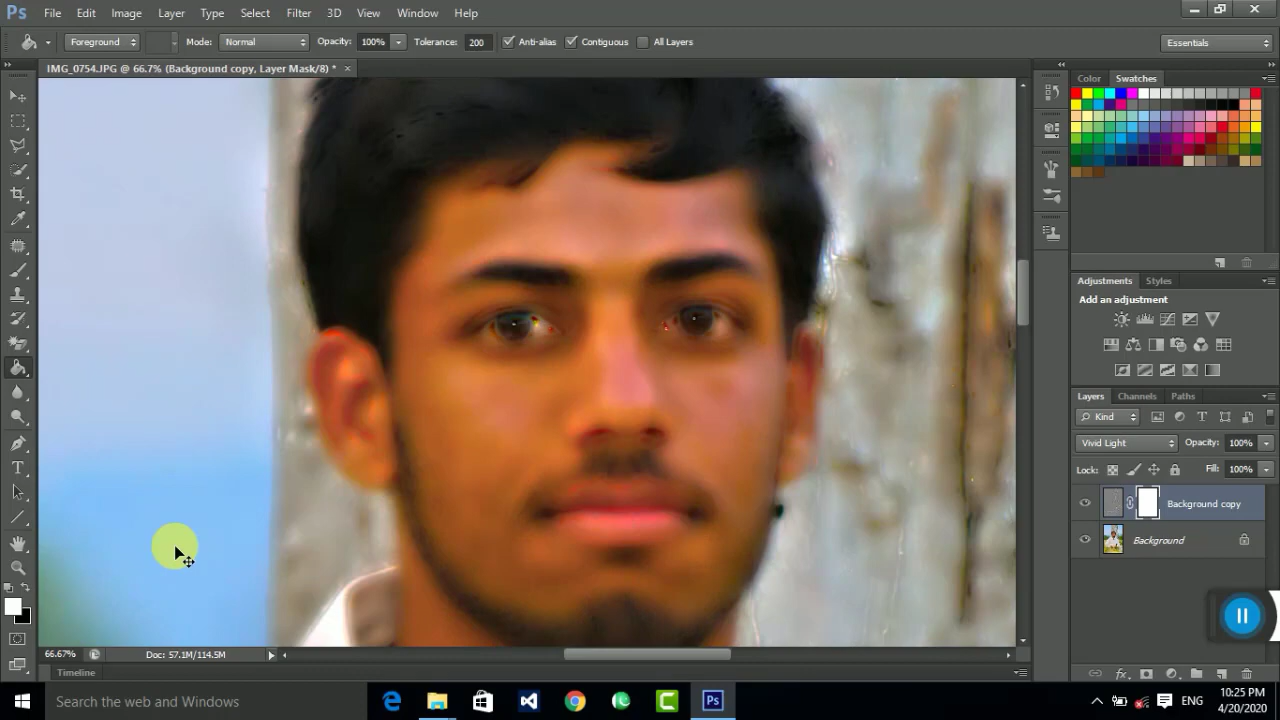 Ps File Edit Image Layer Type Select Filter 3D View Window Help
Foreground Mode: Normal Opacity: 100% Tolerance: 200 Anti-alias Contiguous All Layers Essentials
IMG_0754.JPG @ 66.7% (Background copy, Layer Mask/8) *
Color Swatches
Adjustments Styles
Add an adjustment
Layers Channels Paths
Kind
Vivid Light Opacity: 100%
Lock: Fill: 100%
Background copy
Background
66.67% Doc: 57.1M/114.5M
Timeline
Search the web and Windows
Ps
ENG
10:25 PM
4/20/2020